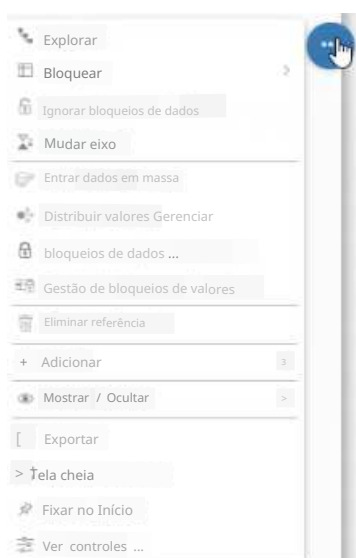 Explorar
Bloquear >
Ignorar bloqueios de dados
Mudar eixo
Entrar dados em massa
Distribuir valores Gerenciar
bloqueios de dados ...
Gestão de bloqueios de valores
Eliminar referência
+ Adicionar 3
Mostrar / Ocultar >
[ Exportar
> Tela cheia
Fixar no Início
Ver controles ...